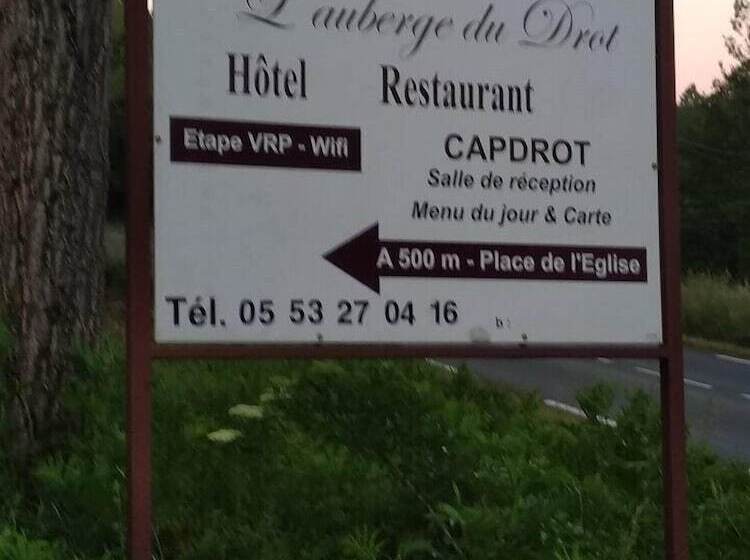 L'auberge du Drot
Hôtel Restaurant
Etape VRP - Wifi
CAPDROT
Salle de réception
Menu du jour & Carte
A 500 m - Place de l'Eglise
Tél. 05 53 27 04 16